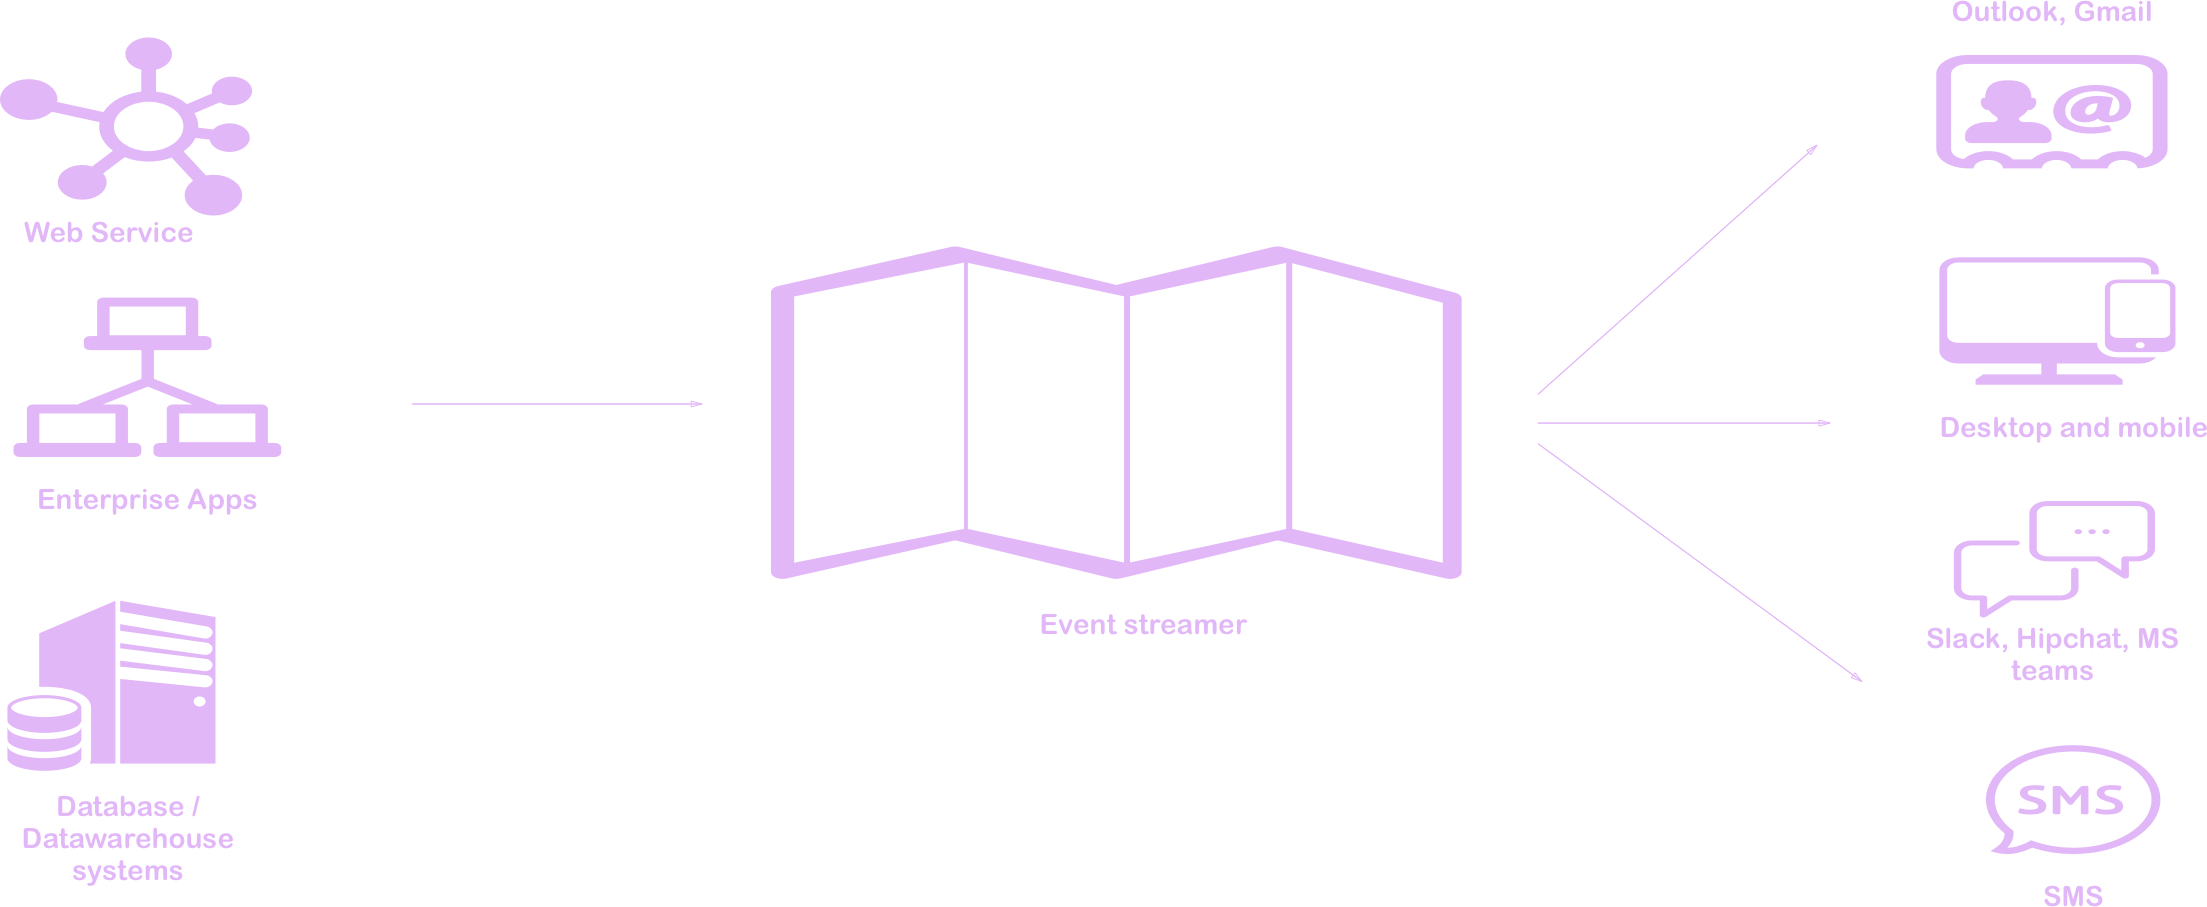 Outlook, Gmail
Web Service
@
Desktop and mobile
Enterprise Apps
Event streamer
Slack, Hipchat, MS
teams
Database /
Datawarehouse
systems
SMS
SMS